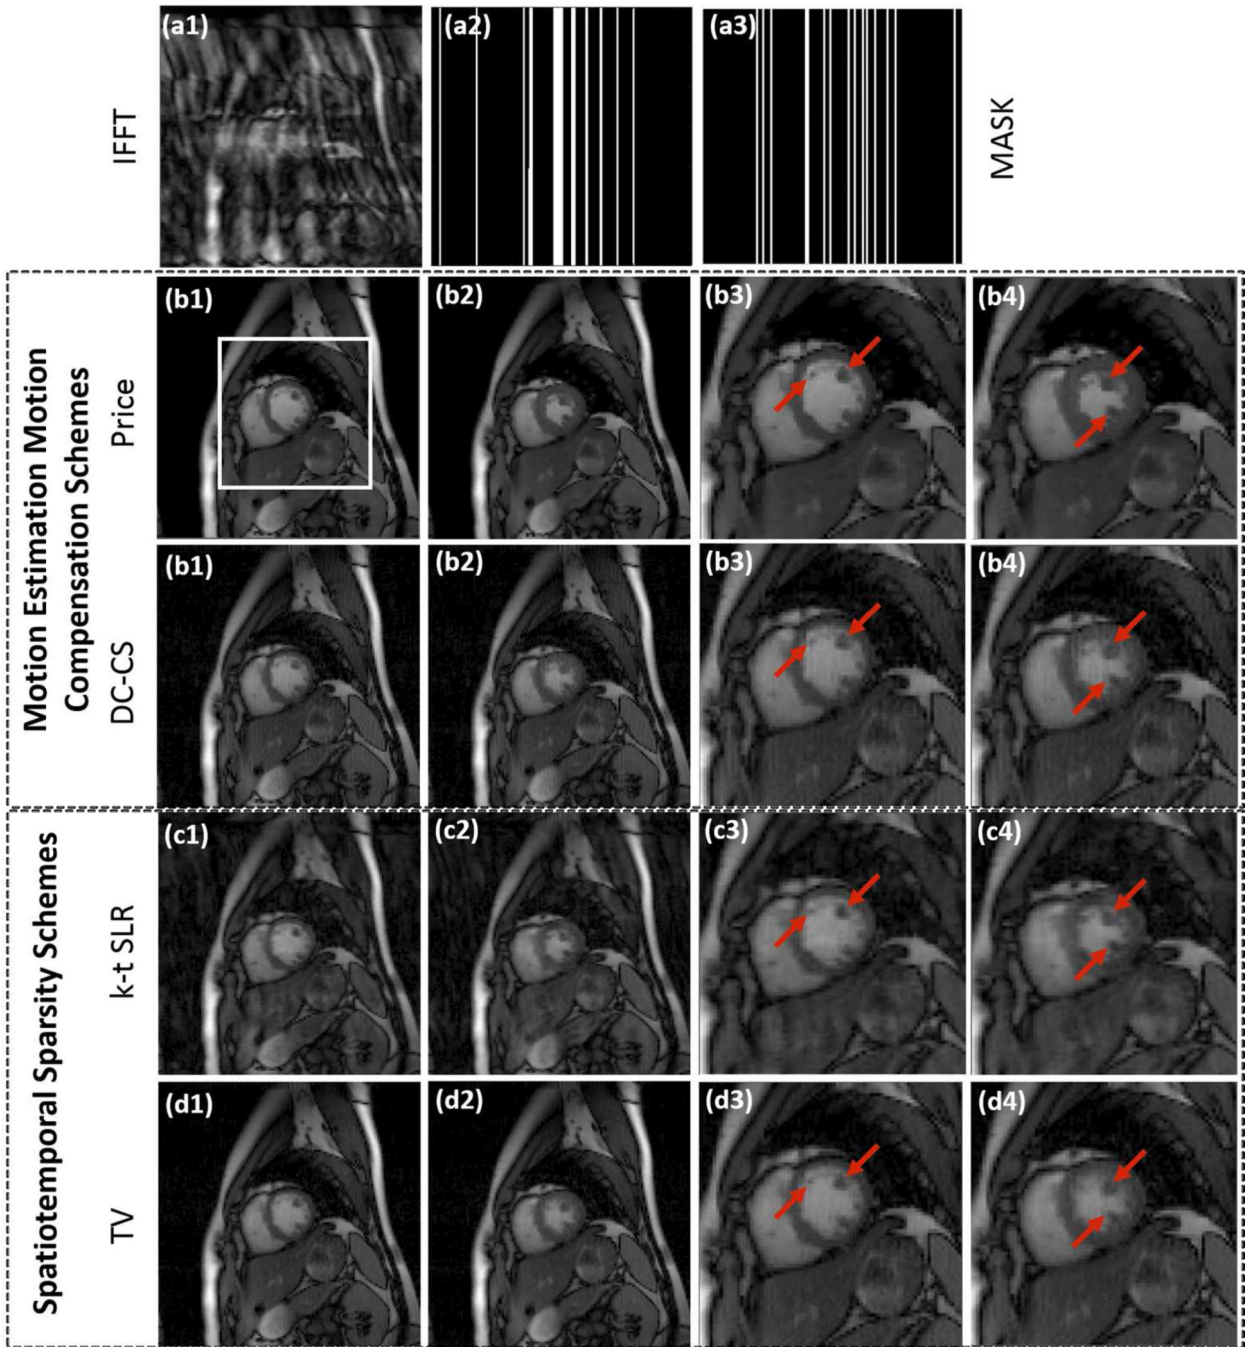 (a1) (a2) (a3)
IFFT
MASK
Motion Estimation Motion
Compensation Schemes
Price
(b1) (b2) (b3) (b4)
DC-CS
(b1) (b2) (b3) (b4)
Spatiotemporal Sparsity Schemes
k-t SLR
(c1) (c2) (c3) (c4)
TV
(d1) (d2) (d3) (d4)